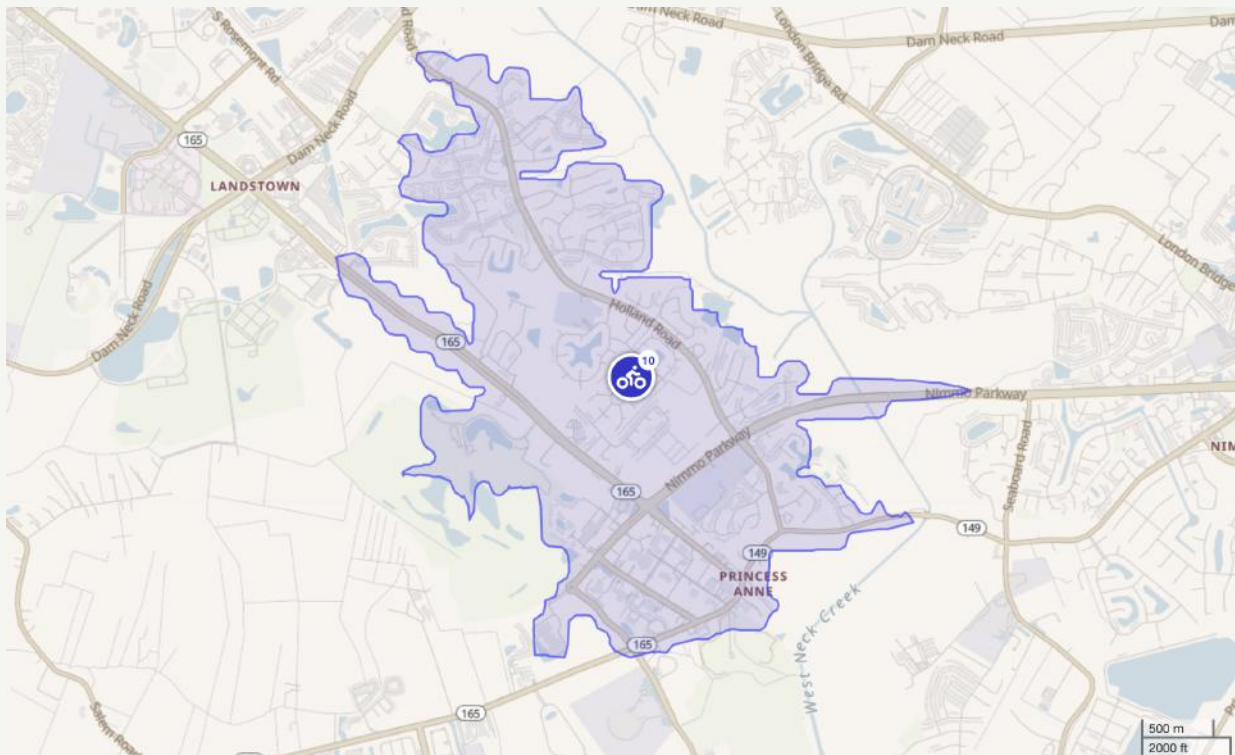 S Rosemont Rd.
Dam Neck Road
Dam Neck Road
London Bridge Rd.
165
LANDSTOWN
Dam Neck Road
Dam Neck Road
London Bridge
165
Holland Road
10
Nimmo Parkway
Nimmo Parkway
Seaboard Road
165
149
149
PRINCESS
ANNE
West Neck Creek
165
165
Salem Road
500 m
2000 ft